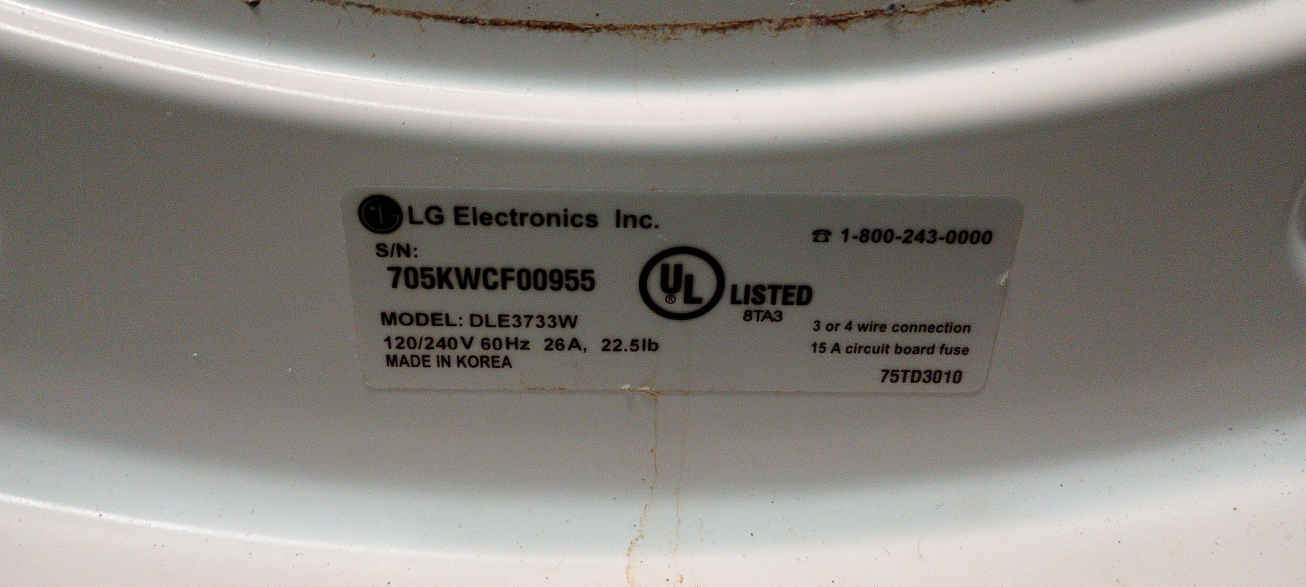 LG Electronics Inc.
S/N:
705KWCF00955
MODEL: DLE3733W
120/240V 60Hz 26A, 22.5lb
MADE IN KOREA
UL ®
LISTED
8TA3
☎ 1-800-243-0000
3 or 4 wire connection
15 A circuit board fuse
75TD3010